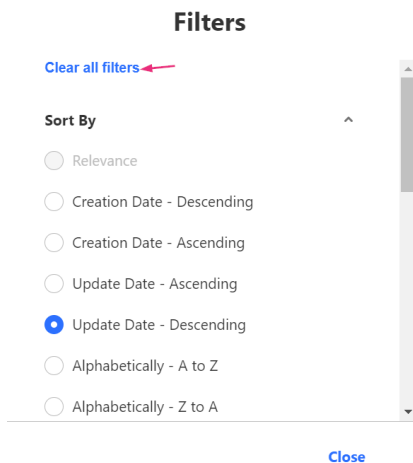 Filters
Clear all filters
Sort By
Relevance
Creation Date - Descending
Creation Date - Ascending
Update Date - Ascending
Update Date - Descending
Alphabetically - A to Z
Alphabetically - Z to A
Close